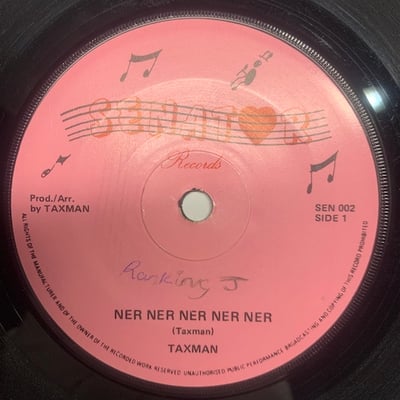 SENATOR
Records
Prod./Arr.
by TAXMAN
SEN 002
SIDE 1
Ranking J
NER NER NER NER NER
(Taxman)
TAXMAN
ALL RIGHTS OF THE MANUFACTURER AND OF THE OWNER OF THE RECORDED WORK RESERVED UNAUTHORISED PUBLIC PERFORMANCE BROADCASTING AND COPYING OF THIS RECORD PROHIBITED